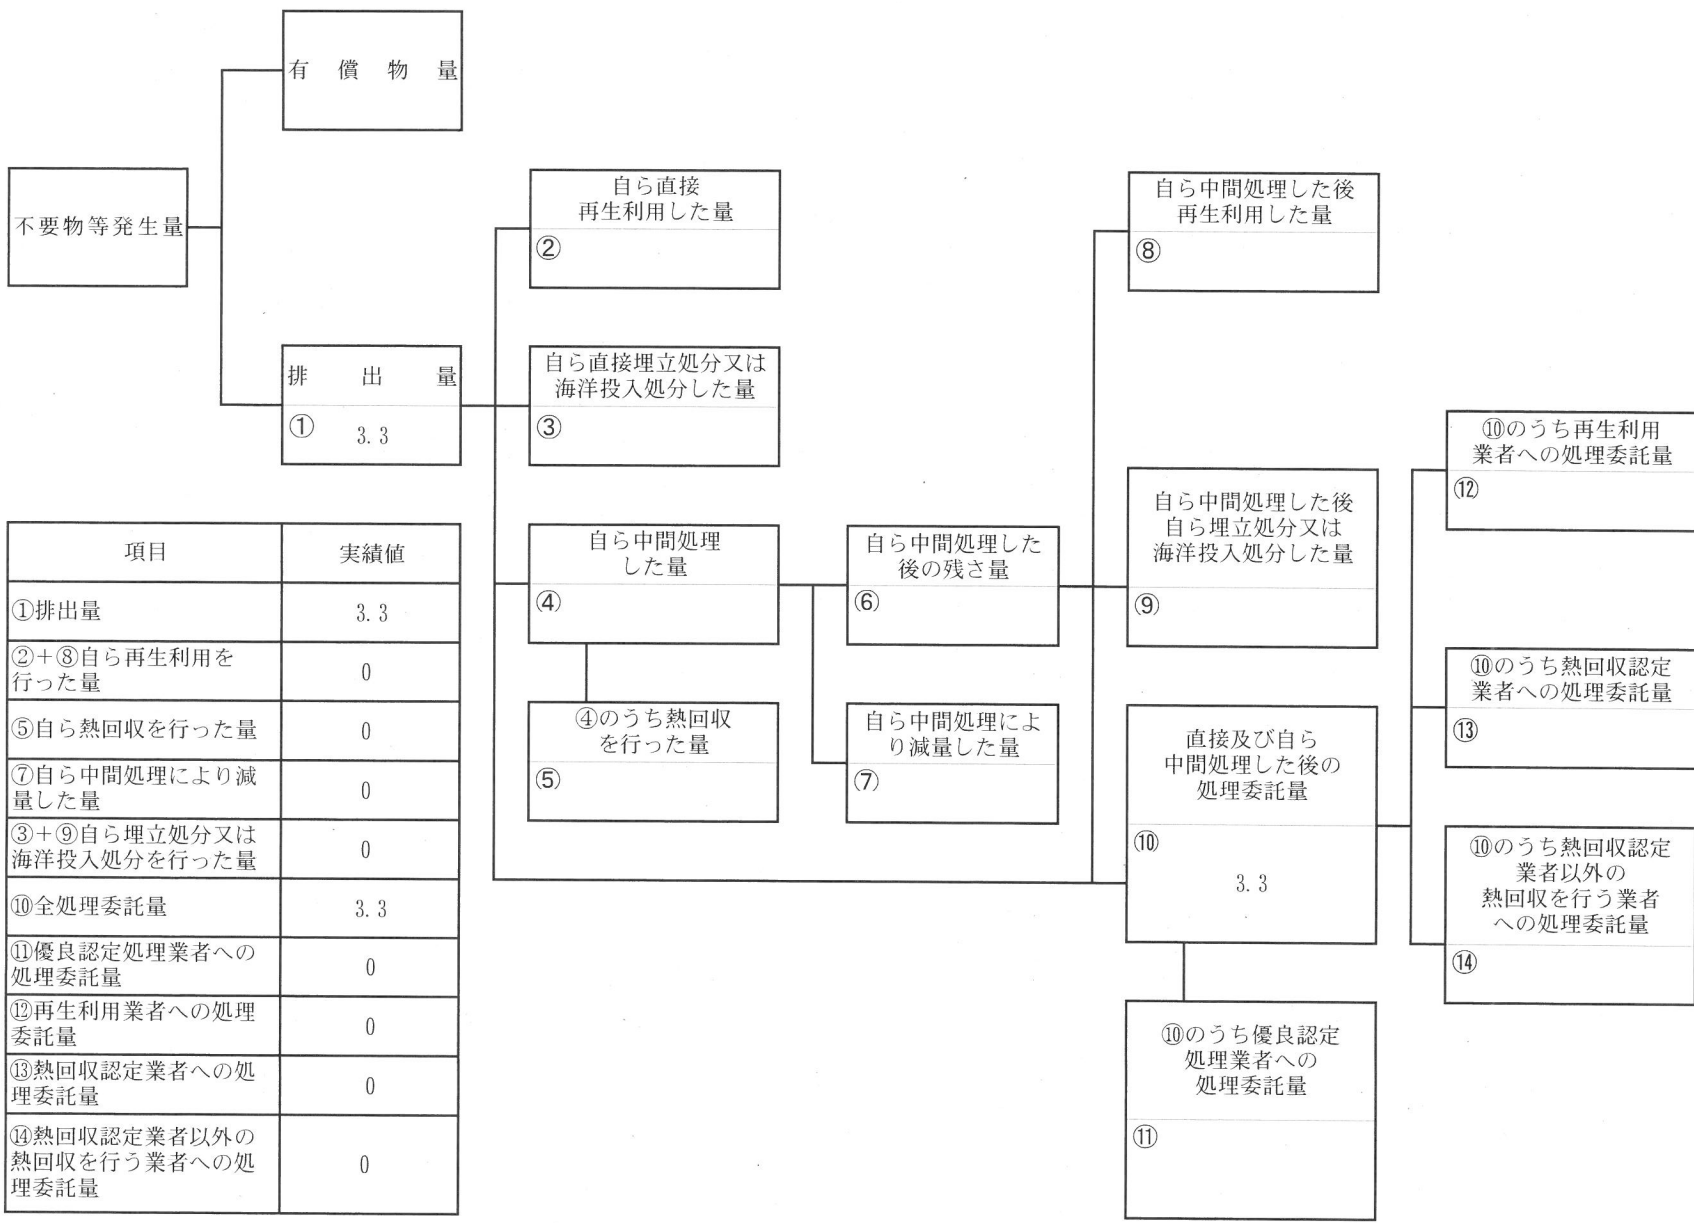 有償物量
不要物等発生量
排出量
① 3.3
自ら直接
再生利用した量
②
自ら直接埋立処分又は
海洋投入処分した量
③
自ら中間処理
した量
④
④のうち熱回収
を行った量
⑤
自ら中間処理した
後の残さ量
⑥
自ら中間処理によ
り減量した量
⑦
自ら中間処理した後
再生利用した量
⑧
自ら中間処理した後
自ら埋立処分又は
海洋投入処分した量
⑨
直接及び自ら
中間処理した後の
処理委託量
⑩
3.3
⑩のうち優良認定
処理業者への
処理委託量
⑪
⑩のうち再生利用
業者への処理委託量
⑫
⑩のうち熱回収認定
業者への処理委託量
⑬
⑩のうち熱回収認定
業者以外の
熱回収を行う業者
への処理委託量
⑭
項目 実績値
①排出量 3.3
②+⑧自ら再生利用を
行った量 0
⑤自ら熱回収を行った量 0
⑦自ら中間処理により減
量した量 0
③+⑨自ら埋立処分又は
海洋投入処分を行った量 0
⑩全処理委託量 3.3
⑪優良認定処理業者への
処理委託量 0
⑫再生利用業者への処理
委託量 0
⑬熱回収認定業者への処
理委託量 0
⑭熱回収認定業者以外の
熱回収を行う業者への処
理委託量 0